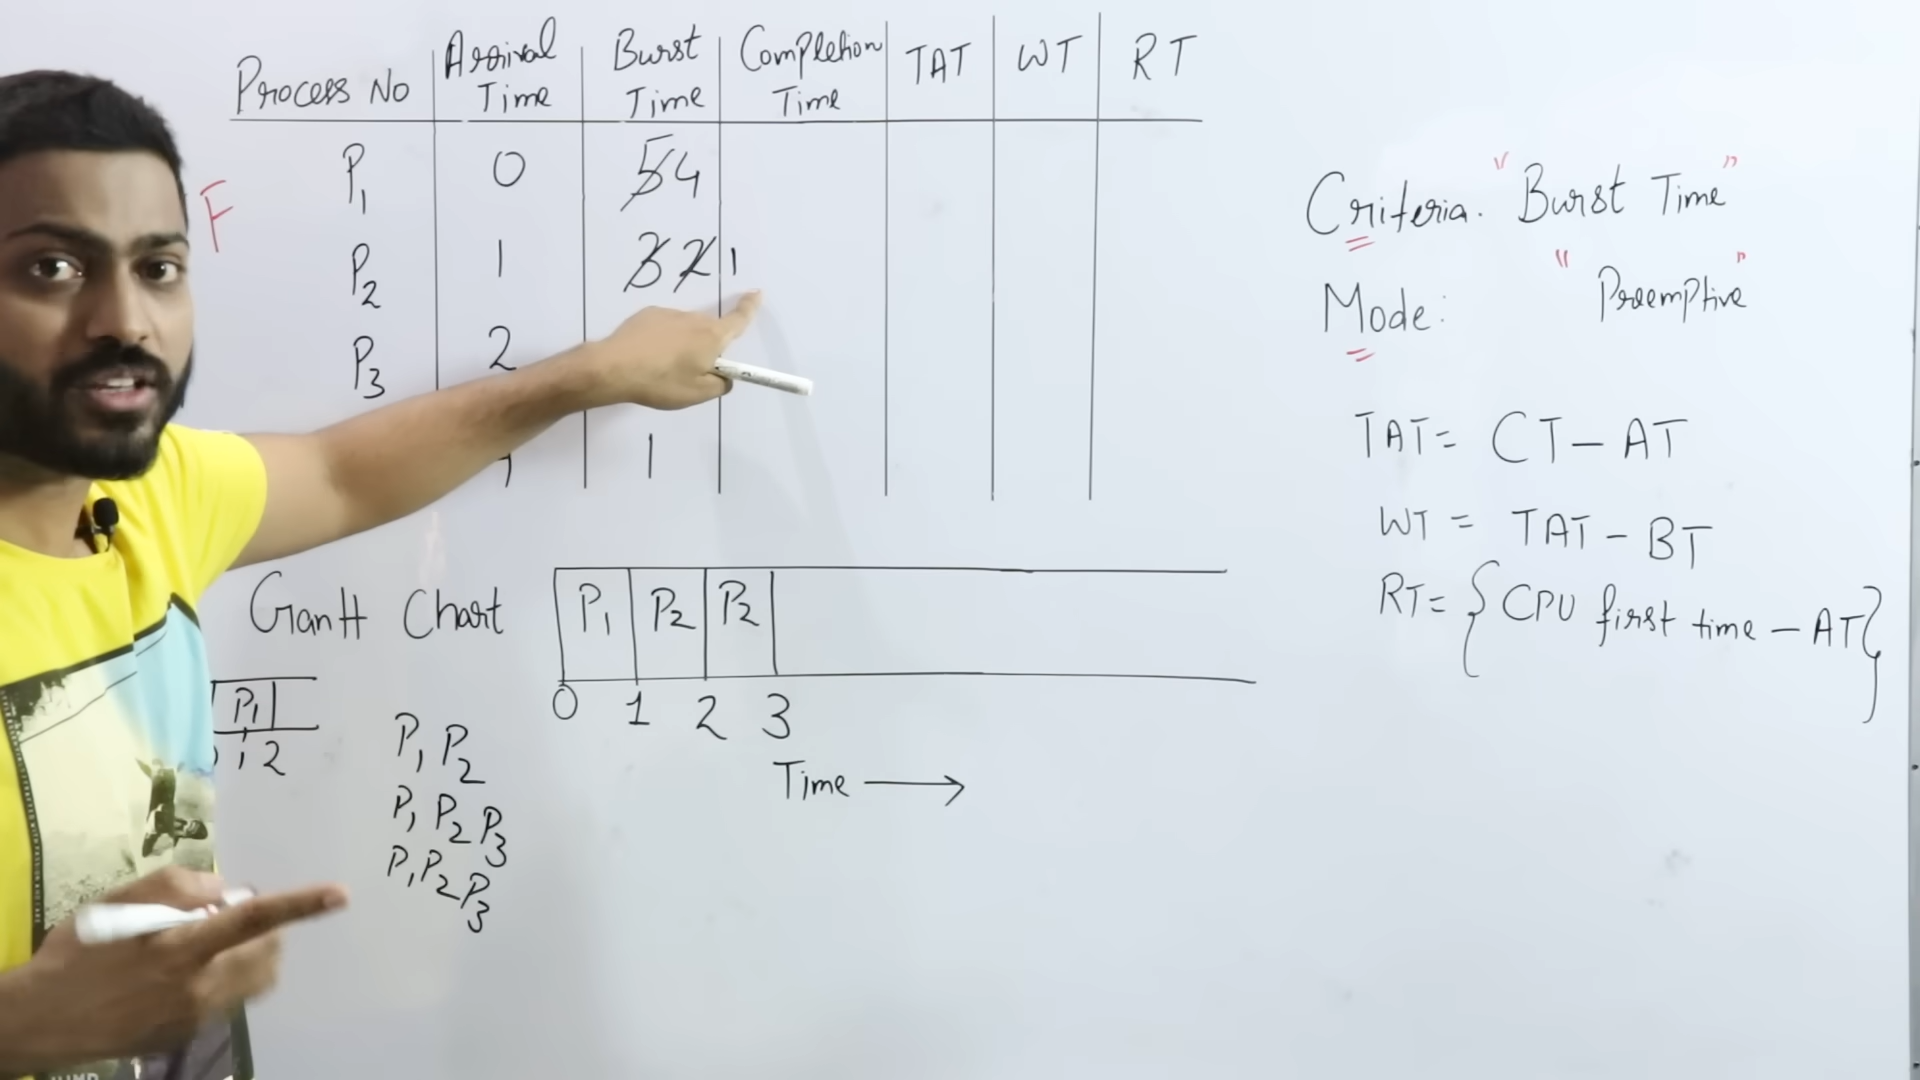 Process No Arrival Time Burst Time Completion Time TAT WT RT
P1 0 5 4
P2 1 3 2 1
P3 2
1
F
Criteria. "Burst Time"
Mode: "Preemptive"
TAT = CT - AT
WT = TAT - BT
RT = {CPU first time - AT}
Gantt Chart P1 P2 P2
0 1 2 3
Time →
P1
1 2
P1 P2
P1 P2 P3
P1 P2 P3